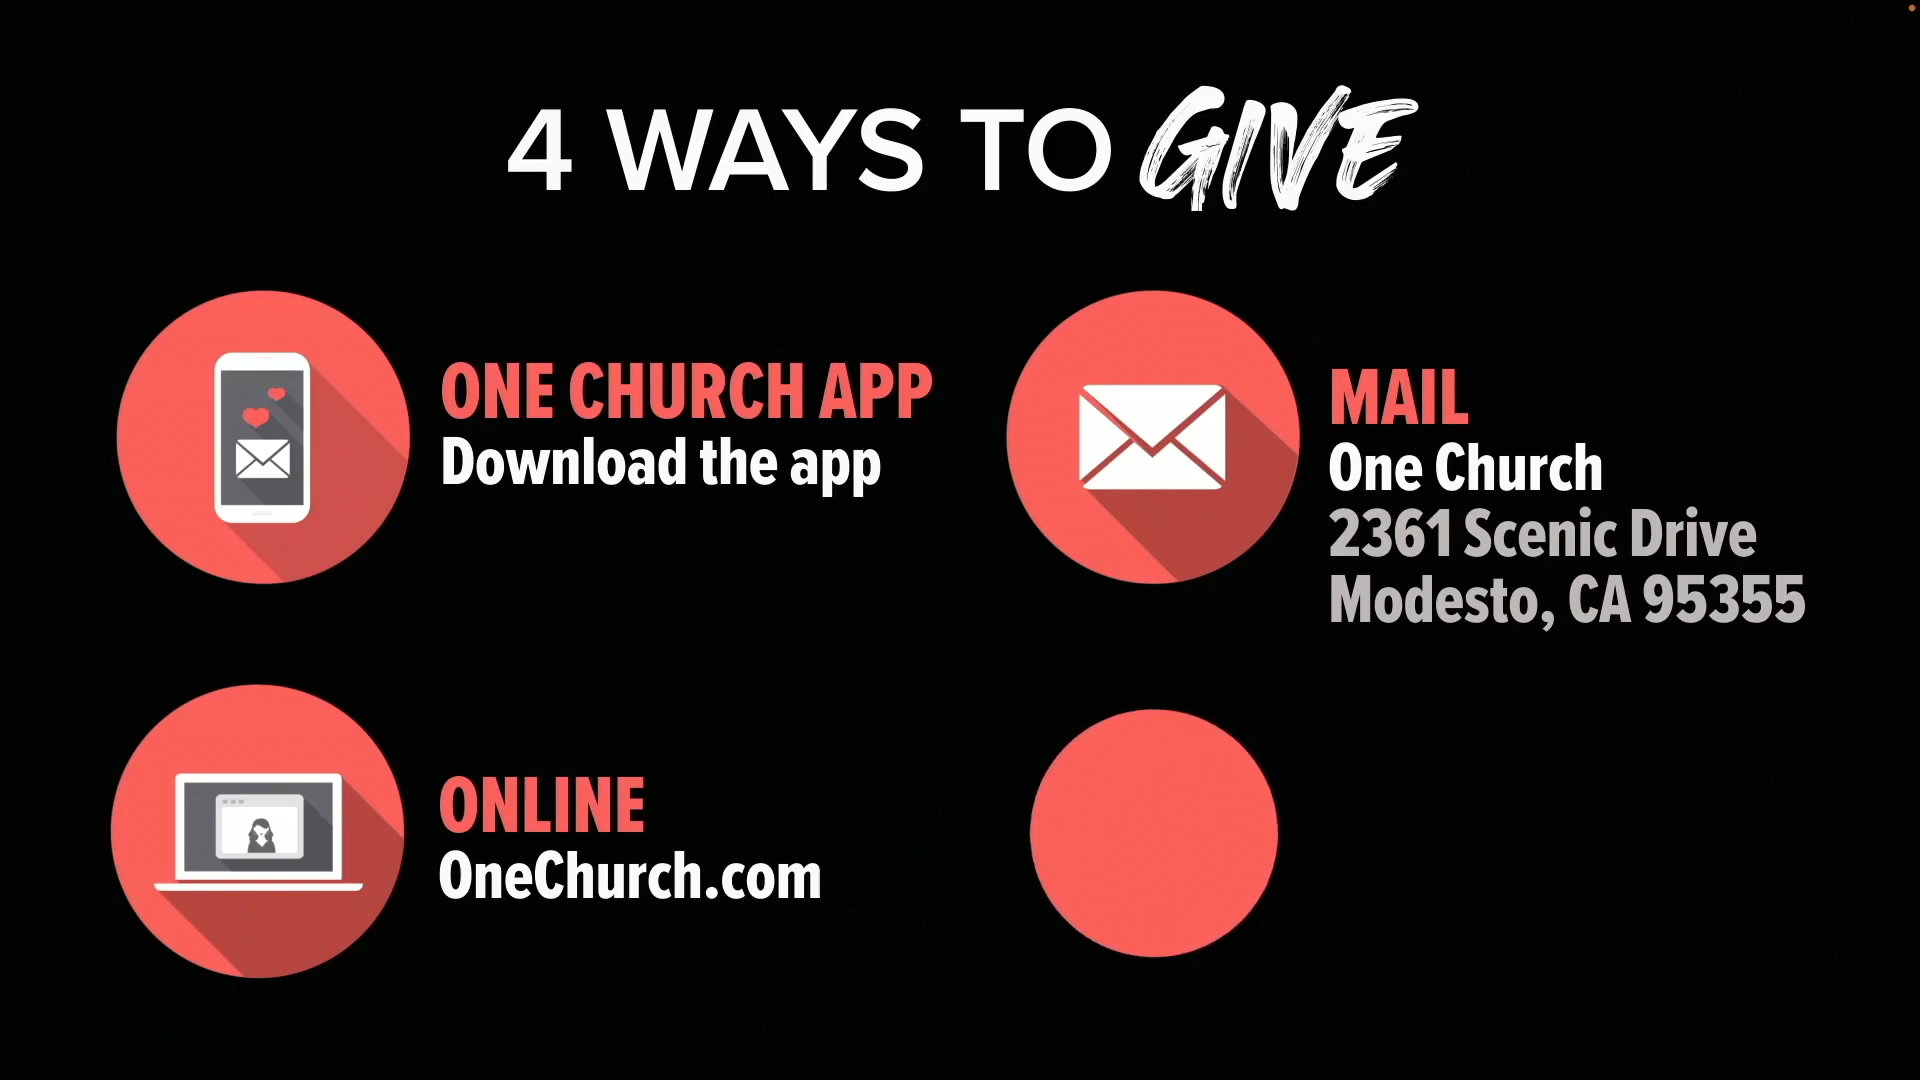 4 WAYS TO GIVE
ONE CHURCH APP
Download the app
MAIL
One Church
2361 Scenic Drive
Modesto, CA 95355
ONLINE
OneChurch.com